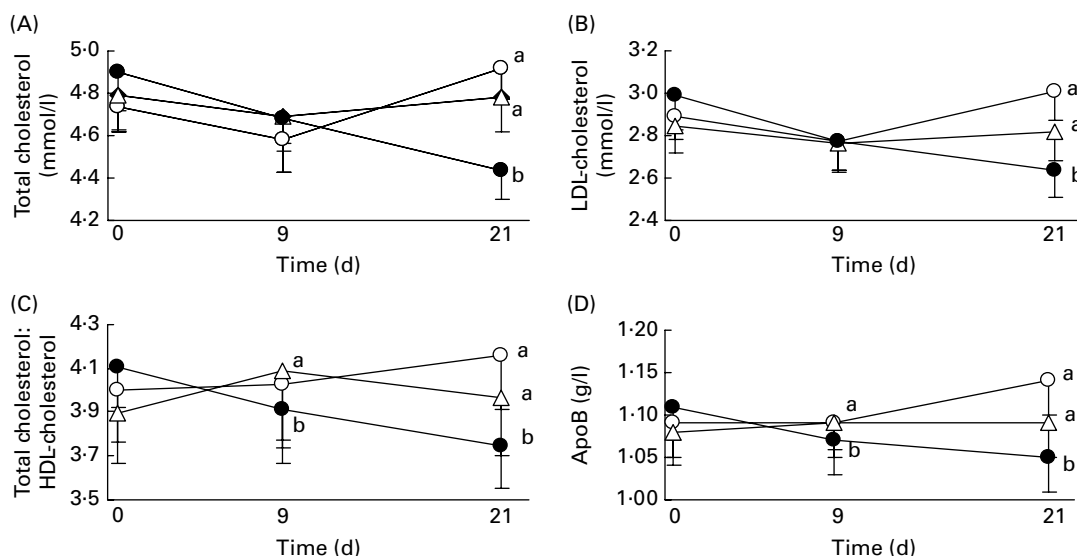 (A)
Total cholesterol
(mmol/l)
5·0
4·8
4·6
4·4
4·2
a
a
b
0 9 21
Time (d)
(B)
LDL-cholesterol
(mmol/l)
3·2
3·0
2·8
2·6
2·4
a
a
b
0 9 21
Time (d)
(C)
Total cholesterol:
HDL-cholesterol
4·3
4·1
3·9
3·7
3·5
a
b
a
a
b
0 9 21
Time (d)
(D)
ApoB (g/l)
1·20
1·15
1·10
1·05
1·00
a
b
a
a
b
0 9 21
Time (d)